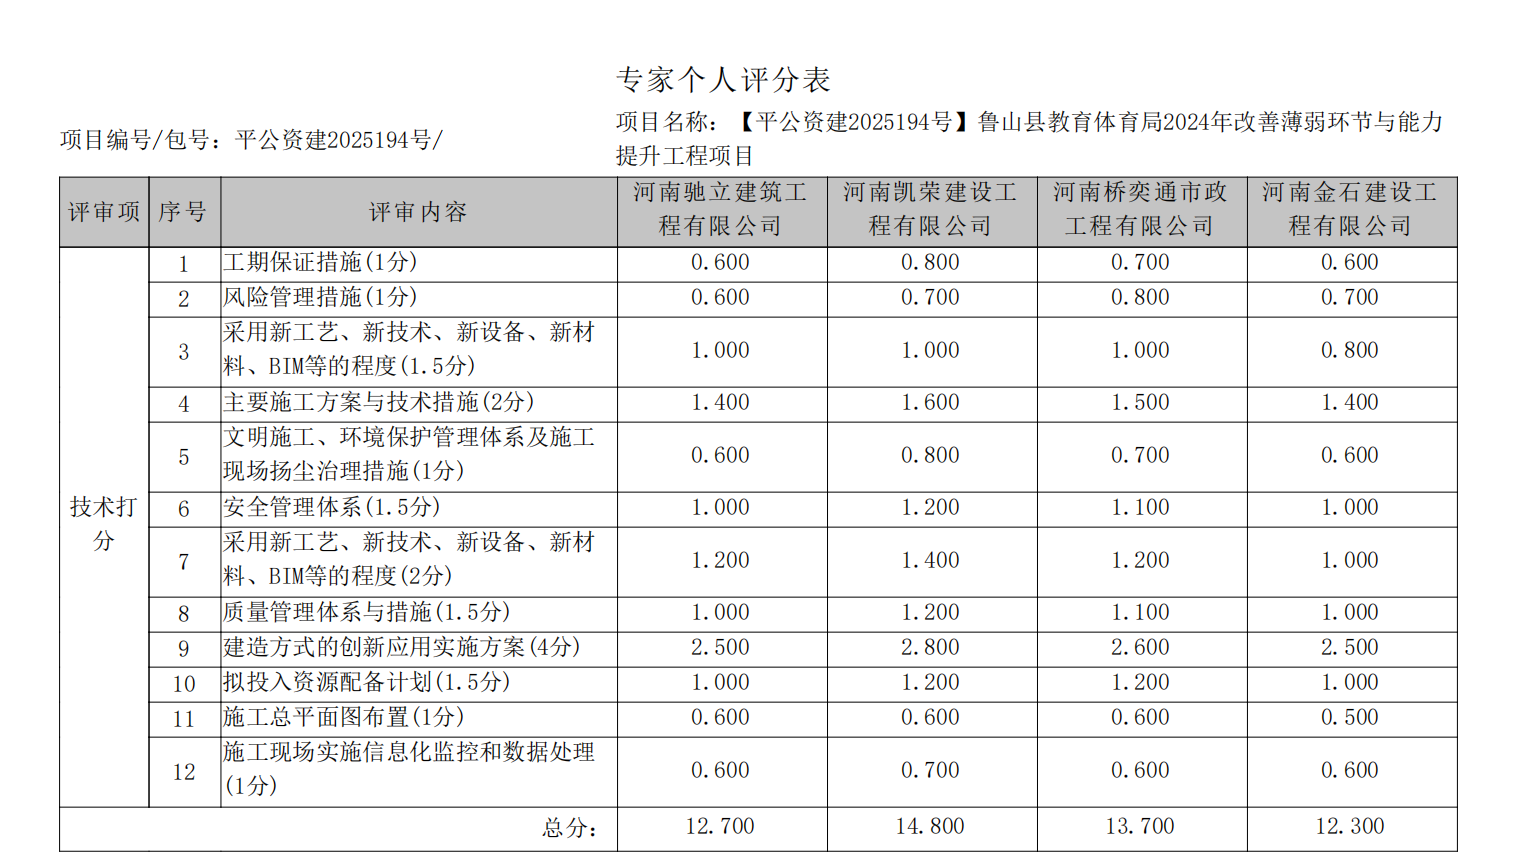 专家个人评分表
项目编号/包号：平公资建2025194号/
项目名称：【平公资建2025194号】鲁山县教育体育局2024年改善薄弱环节与能力
提升工程项目
评审项 序号 评审内容 河南驰立建筑工程有限公司 河南凯荣建设工程有限公司 河南桥奕通市政工程有限公司 河南金石建设工程有限公司
技术打分
1 工期保证措施(1分) 0.600 0.800 0.700 0.600
2 风险管理措施(1分) 0.600 0.700 0.800 0.700
3 采用新工艺、新技术、新设备、新材
料、BIM等的程度(1.5分) 1.000 1.000 1.000 0.800
4 主要施工方案与技术措施(2分) 1.400 1.600 1.500 1.400
5 文明施工、环境保护管理体系及施工
现场扬尘治理措施(1分) 0.600 0.800 0.700 0.600
6 安全管理体系(1.5分) 1.000 1.200 1.100 1.000
7 采用新工艺、新技术、新设备、新材
料、BIM等的程度(2分) 1.200 1.400 1.200 1.000
8 质量管理体系与措施(1.5分) 1.000 1.200 1.100 1.000
9 建造方式的创新应用实施方案(4分) 2.500 2.800 2.600 2.500
10 拟投入资源配备计划(1.5分) 1.000 1.200 1.200 1.000
11 施工总平面图布置(1分) 0.600 0.600 0.600 0.500
12 施工现场实施信息化监控和数据处理
(1分) 0.600 0.700 0.600 0.600
总分： 12.700 14.800 13.700 12.300